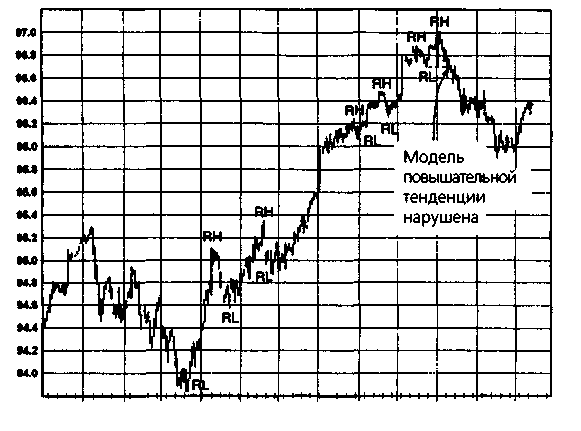 RH
97.0
RH
96.8
RL
96.6
RH
96.4
RH
96.2
RL
RL
96.0
Модель
повышательной
тенденции
нарушена
95.8
95.6
95.4
RH
RH
95.2
95.0
RL
94.8
94.6
RL
94.4
94.2
94.0
RL